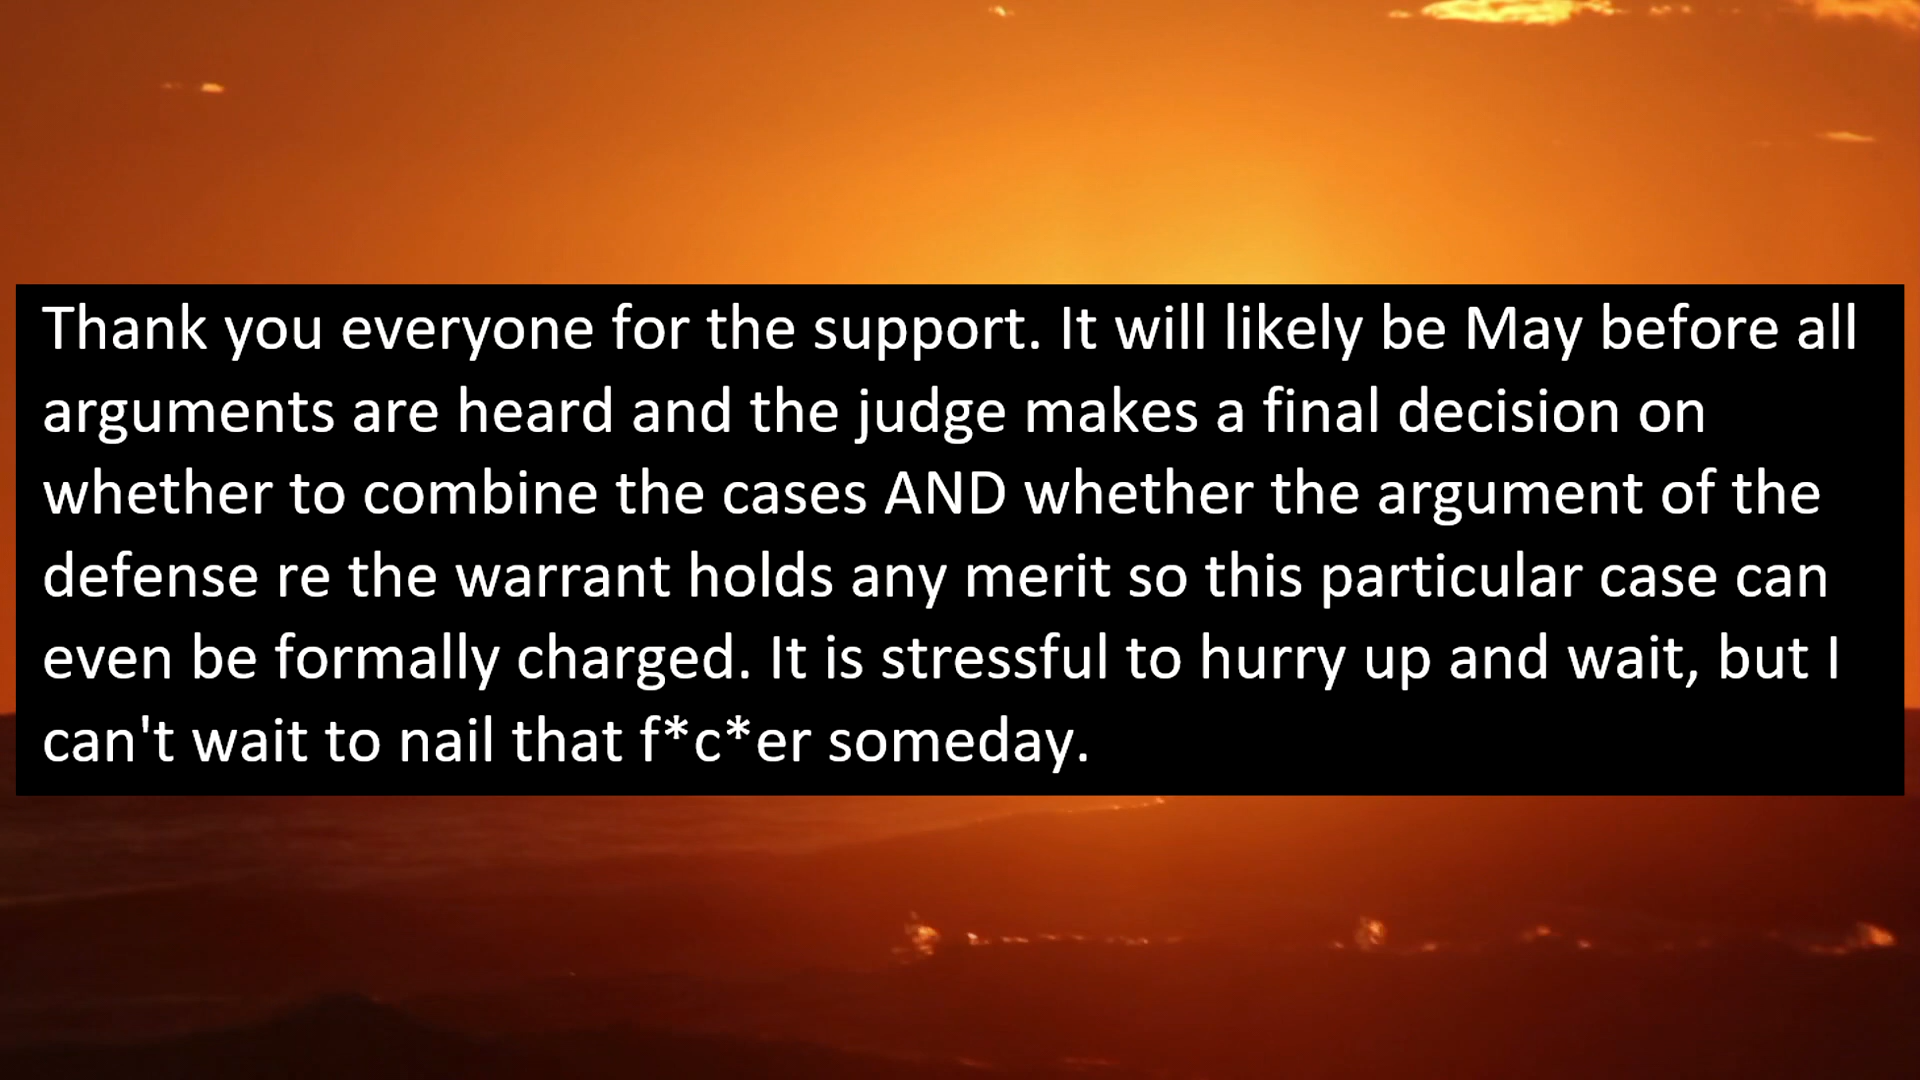 Thank you everyone for the support. It will likely be May before all
arguments are heard and the judge makes a final decision on
whether to combine the cases AND whether the argument of the
defense re the warrant holds any merit so this particular case can
even be formally charged. It is stressful to hurry up and wait, but I
can't wait to nail that f*c*er someday.